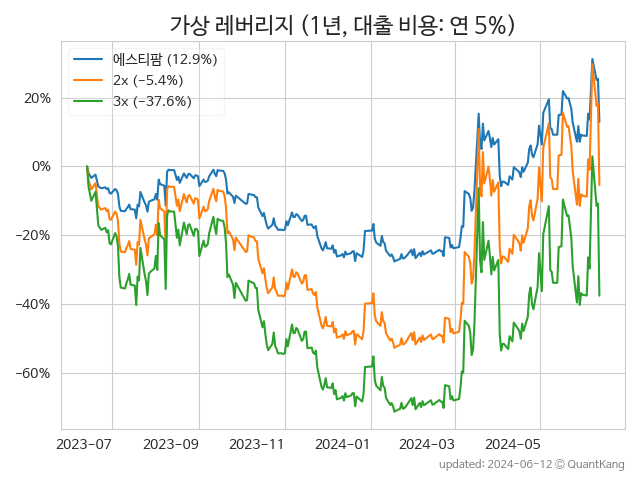 가상 레버리지 (1년, 대출 비용: 연 5%)
에스티팜 (12.9%)
2x (−5.4%)
3x (−37.6%)
20%
0%
−20%
−40%
−60%
2023−07 2023−09 2023−11 2024−01 2024−03 2024−05
updated: 2024-06-12 © QuantKang